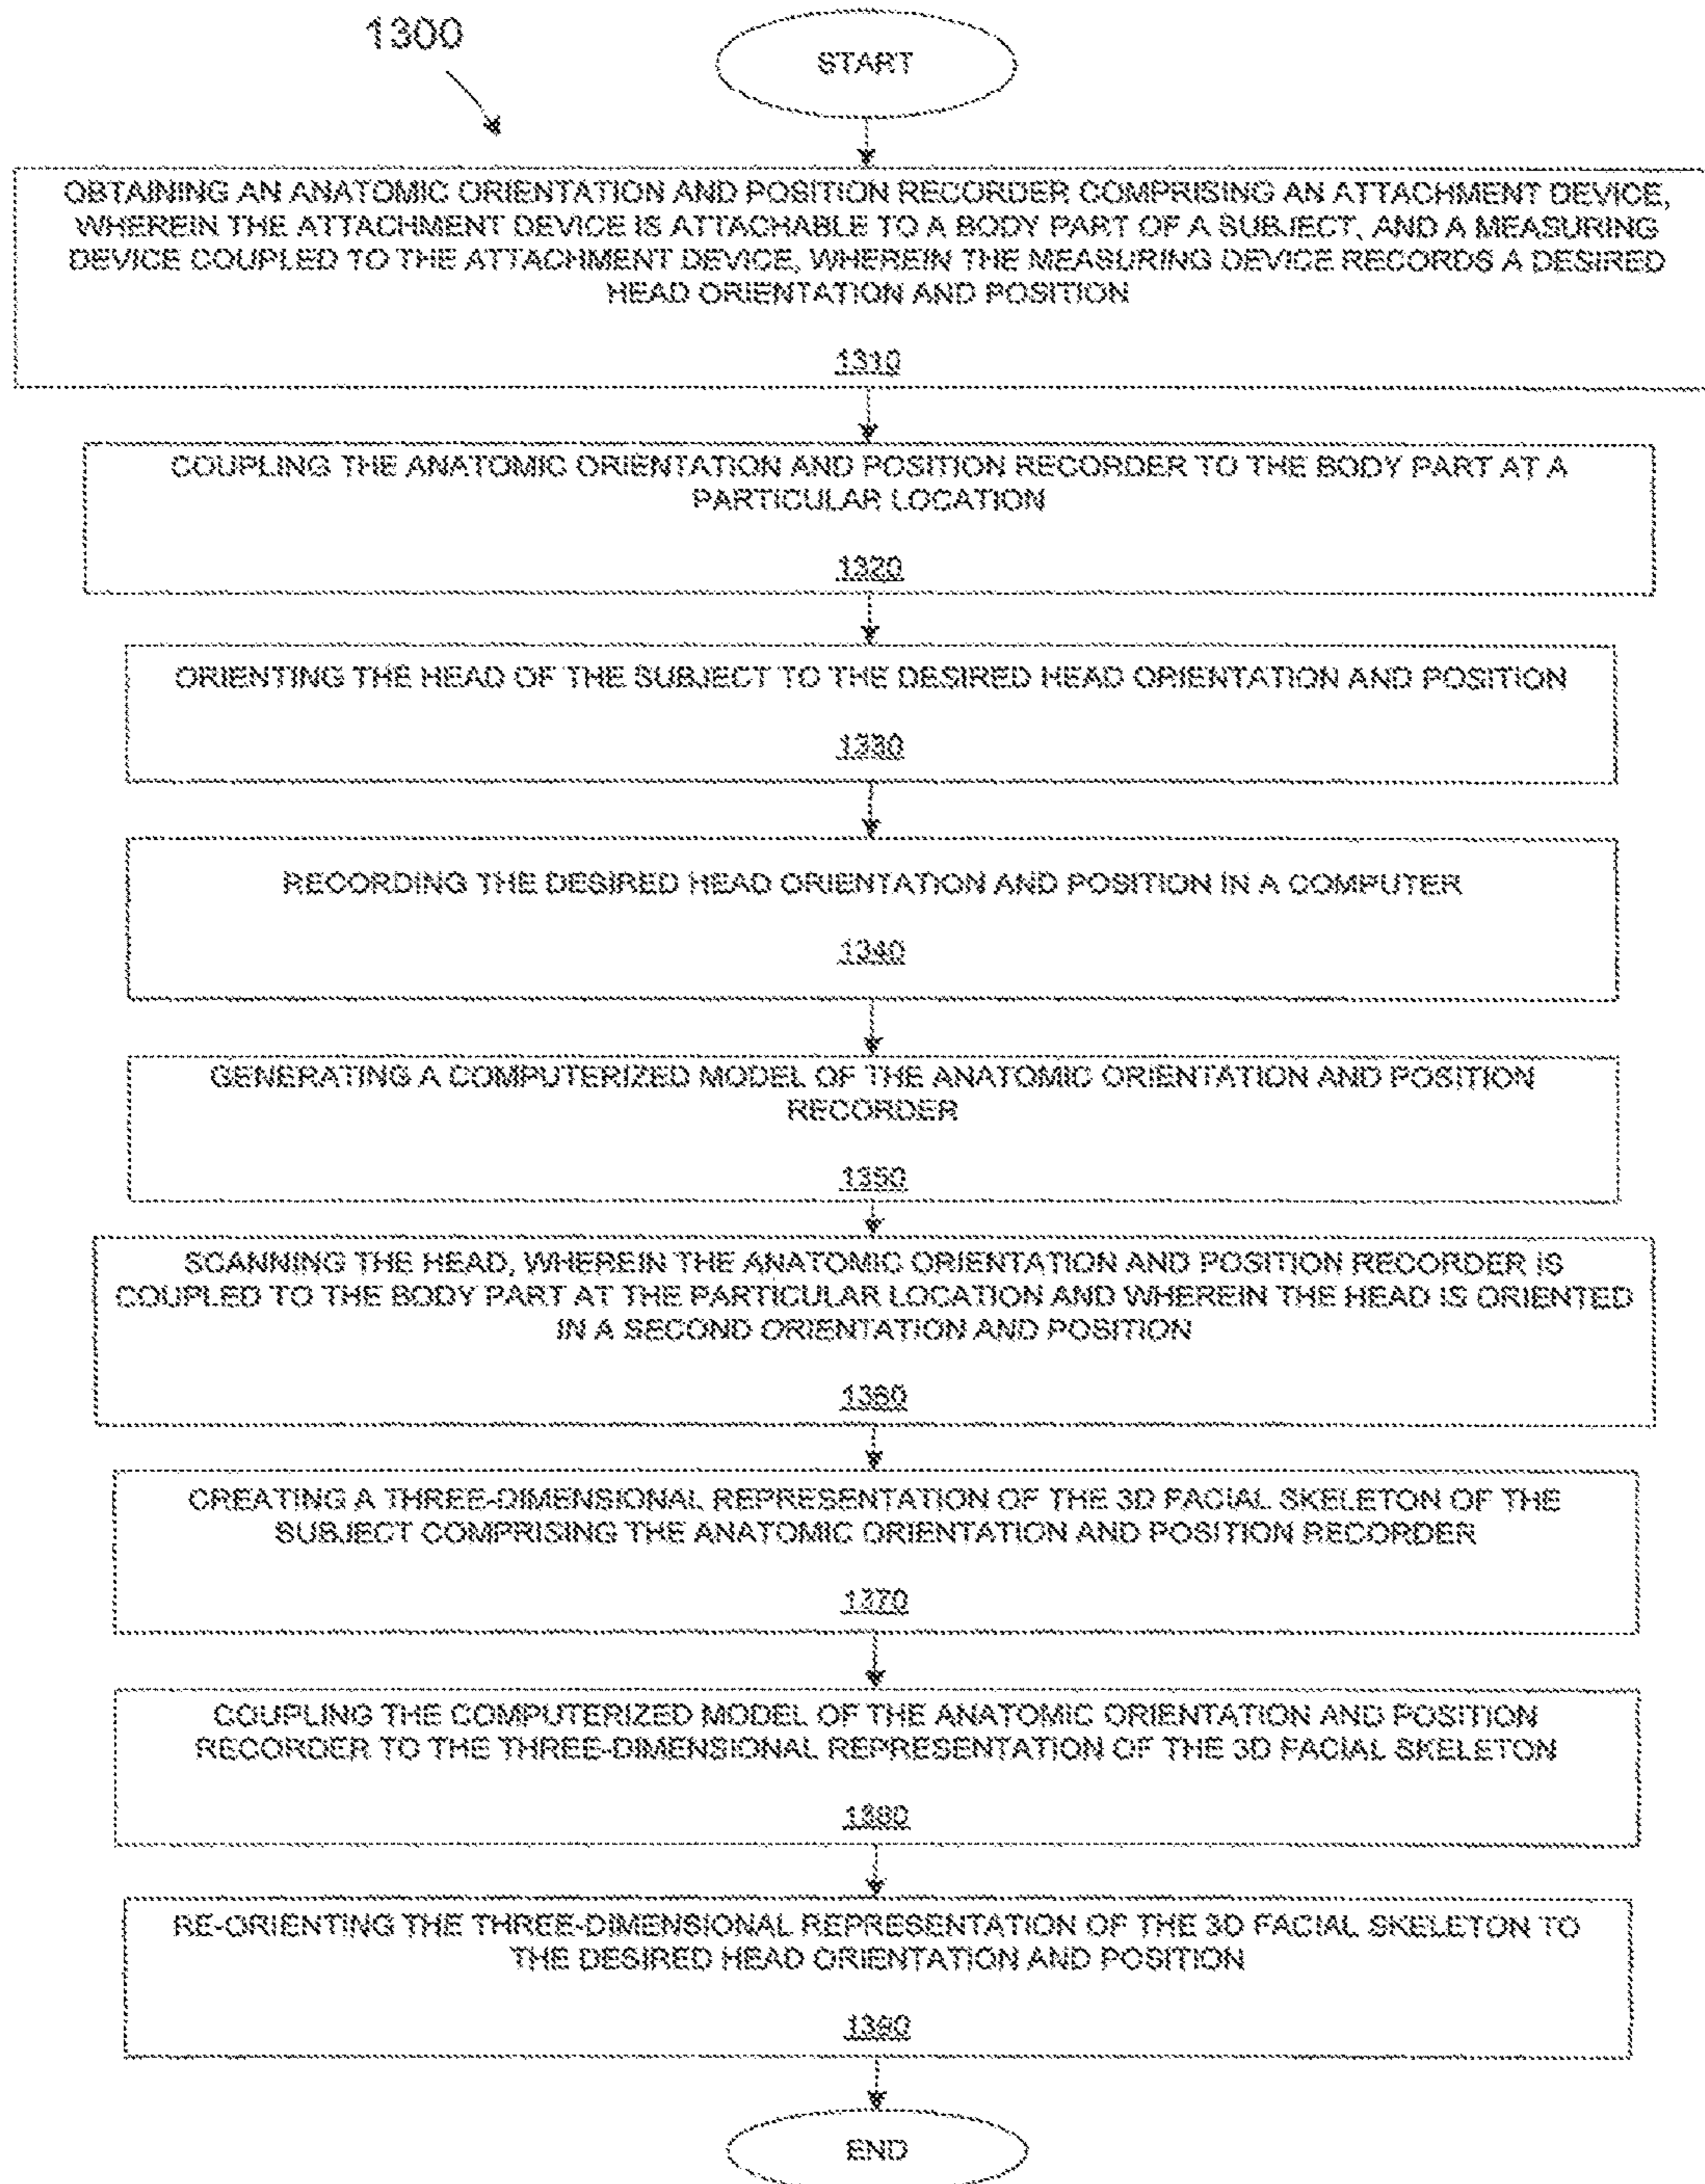 1300
START
OBTAINING AN ANATOMIC ORIENTATION AND POSITION RECORDER COMPRISING AN ATTACHMENT DEVICE,
WHEREIN THE ATTACHMENT DEVICE IS ATTACHABLE TO A BODY PART OF A SUBJECT, AND A MEASURING
DEVICE COUPLED TO THE ATTACHMENT DEVICE, WHEREIN THE MEASURING DEVICE RECORDS A DESIRED
HEAD ORIENTATION AND POSITION
1310
COUPLING THE ANATOMIC ORIENTATION AND POSITION RECORDER TO THE BODY PART AT A
PARTICULAR LOCATION
1320
ORIENTING THE HEAD OF THE SUBJECT TO THE DESIRED HEAD ORIENTATION AND POSITION
1330
RECORDING THE DESIRED HEAD ORIENTATION AND POSITION IN A COMPUTER
1340
GENERATING A COMPUTERIZED MODEL OF THE ANATOMIC ORIENTATION AND POSITION
RECORDER
1350
SCANNING THE HEAD, WHEREIN THE ANATOMIC ORIENTATION AND POSITION RECORDER IS
COUPLED TO THE BODY PART AT THE PARTICULAR LOCATION AND WHEREIN THE HEAD IS ORIENTED
IN A SECOND ORIENTATION AND POSITION
1360
CREATING A THREE-DIMENSIONAL REPRESENTATION OF THE 3D FACIAL SKELETON OF THE
SUBJECT COMPRISING THE ANATOMIC ORIENTATION AND POSITION RECORDER
1370
COUPLING THE COMPUTERIZED MODEL OF THE ANATOMIC ORIENTATION AND POSITION
RECORDER TO THE THREE-DIMENSIONAL REPRESENTATION OF THE 3D FACIAL SKELETON
1380
RE-ORIENTING THE THREE-DIMENSIONAL REPRESENTATION OF THE 3D FACIAL SKELETON TO
THE DESIRED HEAD ORIENTATION AND POSITION
1390
END